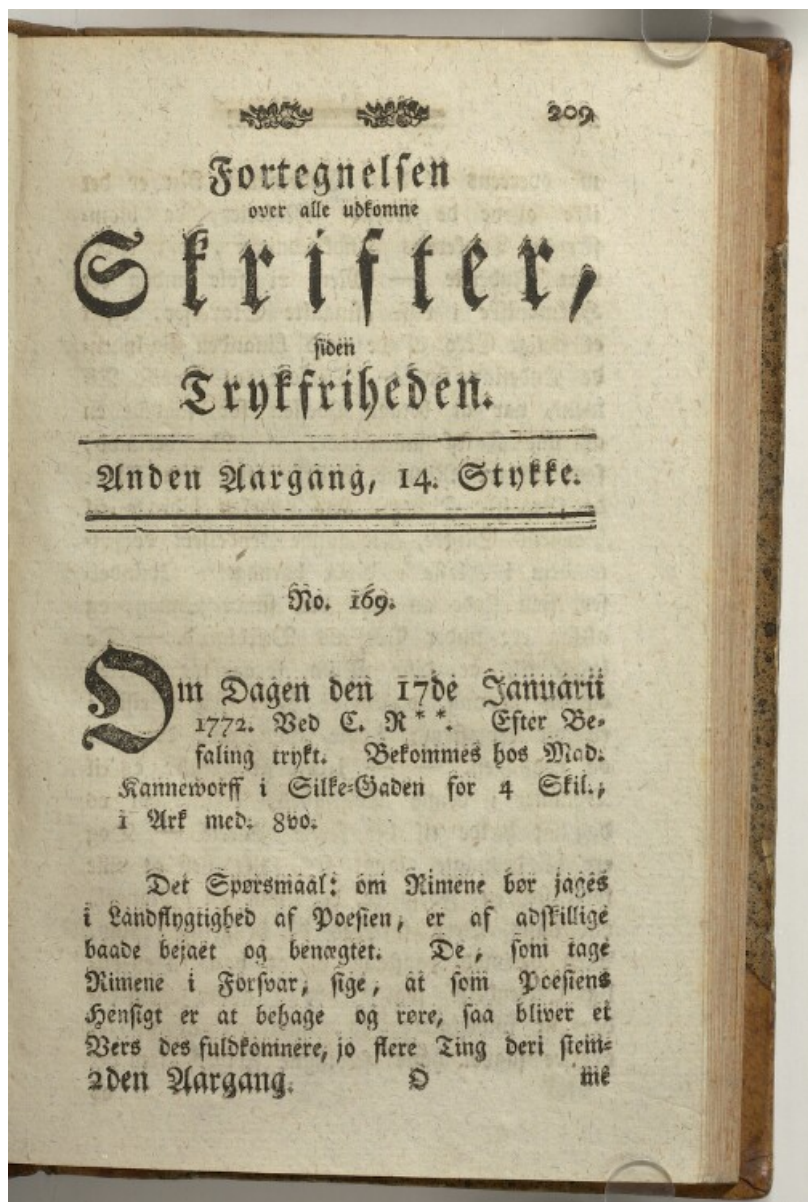 209
Fortegnelsen
over alle udkomne
Skrifter,
siden
Trykfriheden.
Anden Aargang, 14. Stykke.
No. 169.
Om Dagen den 17de Januarii
1772. Ved C. R**. Efter Be-
faling trykt. Bekommes hos Mad.
Kanneworff i Silke-Gaden for 4 Skil.,
1 Ark med. 8vo.
Det Spørsmaal: om Rimene bør jages
i Landflygtighed af Poesien, er af adskillige
baade bejaet og benægtet. De, som tage
Rimene i Forsvar, sige, at som Poesiens
Hensigt er at behage og røre, saa bliver et
Vers des fuldkomnere, jo flere Ting deri stem-
2den Aargang. O me